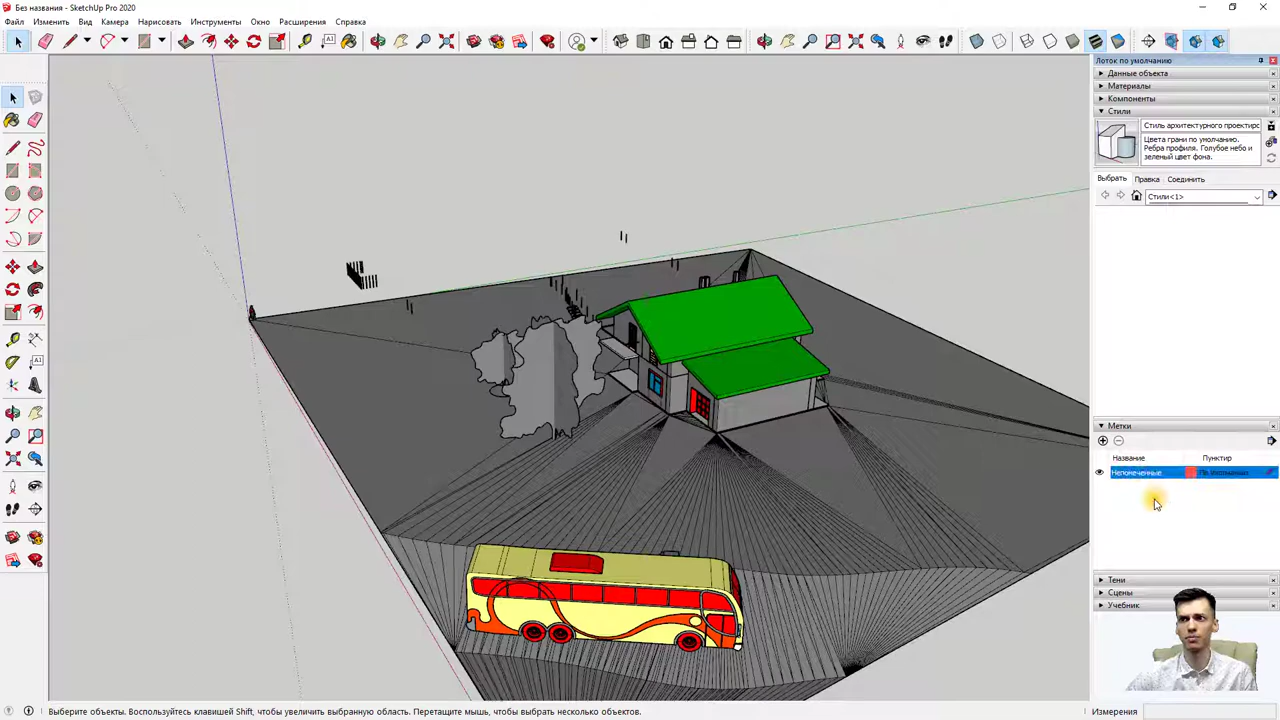 Без названия - SketchUp Pro 2020
Файл Изменить Вид Камера Нарисовать Инструменты Окно Расширения Справка
Лоток по умолчанию
Данные объекта
Материалы
Компоненты
Стили
Стиль архитектурного проектирс
Цвета грани по умолчанию.
Ребра профиля. Голубое небо и
зеленый цвет фона.
Выбрать Правка Соединить
Стили<1>
Метки
Название Пунктир
Непомеченные По умолчанию
Тени
Сцены
Учебник
Выберите объекты. Воспользуйтесь клавишей Shift, чтобы увеличить выбранную область. Перетащите мышь, чтобы выбрать несколько объектов.
Измерения